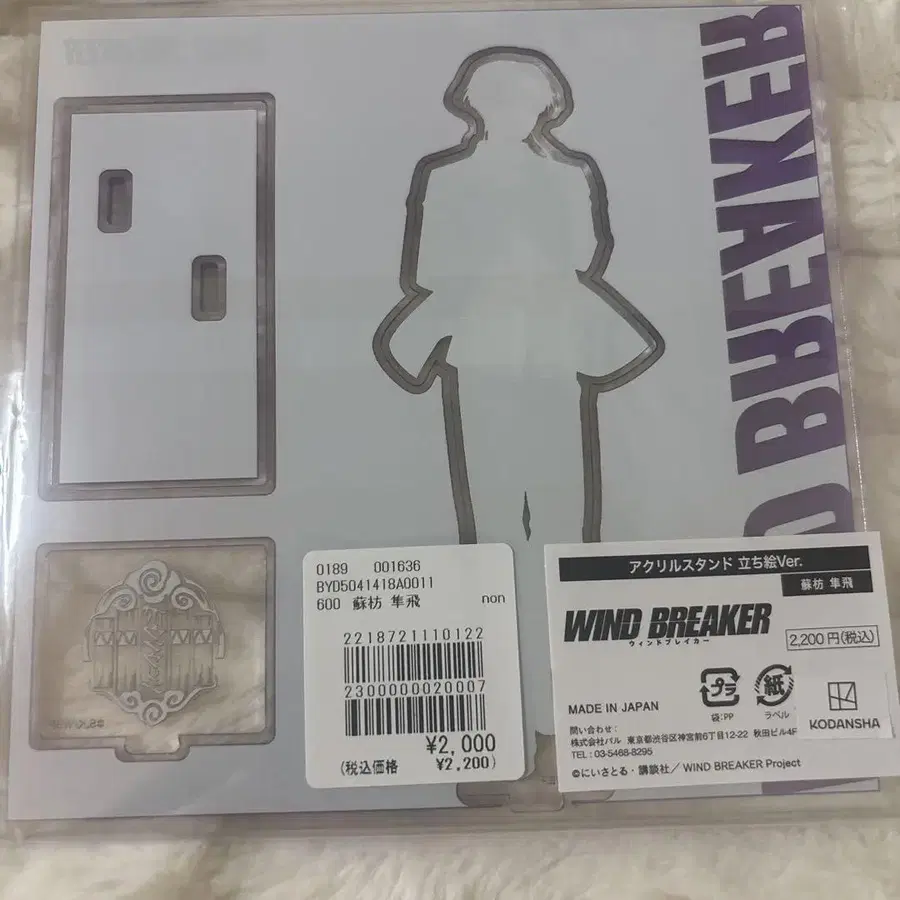 WIND BREAKER
0189 001636
BYD5041418A0011
600 蘇枋 隼飛 non
2218721110122
2300000020007
¥2,000
(税込価格 ¥2,200)
アクリルスタンド 立ち絵Ver.
蘇枋 隼飛
WIND BREAKER
ウィンドブレイカー
2,200円(税込)
プラ
袋:PP
紙
ラベル
MADE IN JAPAN
KODANSHA
問い合わせ:
株式会社パル 東京都渋谷区神宮前6丁目12-22 秋田ビル4F
TEL : 03-5468-8295
©にいさとる・講談社/ WIND BREAKER Project